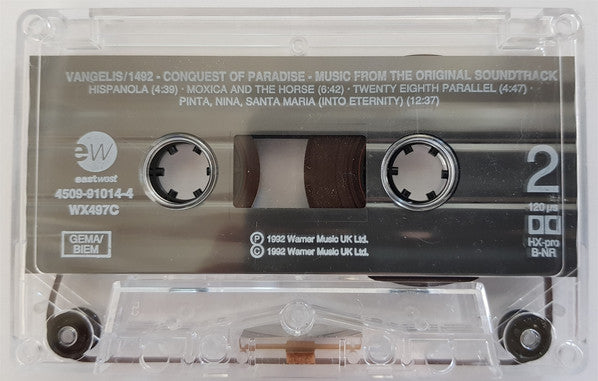 VANGELIS/1492 - CONQUEST OF PARADISE - MUSIC FROM THE ORIGINAL SOUNDTRACK
HISPANOLA (4:39) · MOXICA AND THE HORSE (6:42) · TWENTY EIGHTH PARALLEL (4:47) ·
PINTA, NINA, SANTA MARIA (INTO ETERNITY) (12:37)
ew
eastwest
4509-91014-4
WX497C
GEMA/
BIEM
Ⓟ 1992 Warner Music UK Ltd.
© 1992 Warner Music UK Ltd.
2
120 µs
HX-pro
B-NR